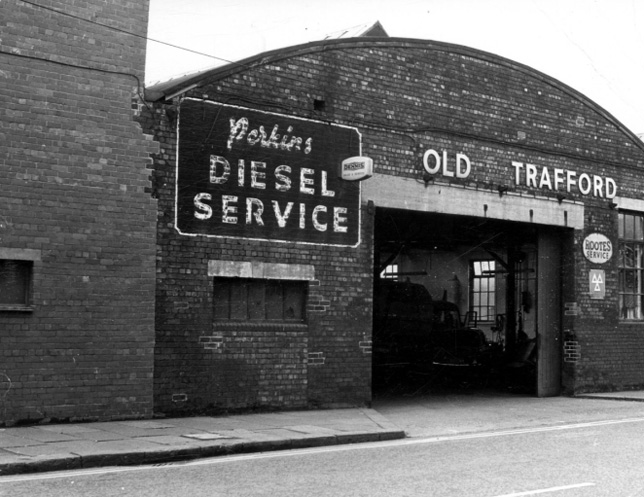 Perkins
DIESEL
SERVICE
OLD TRAFFORD
ROOTES
SERVICE